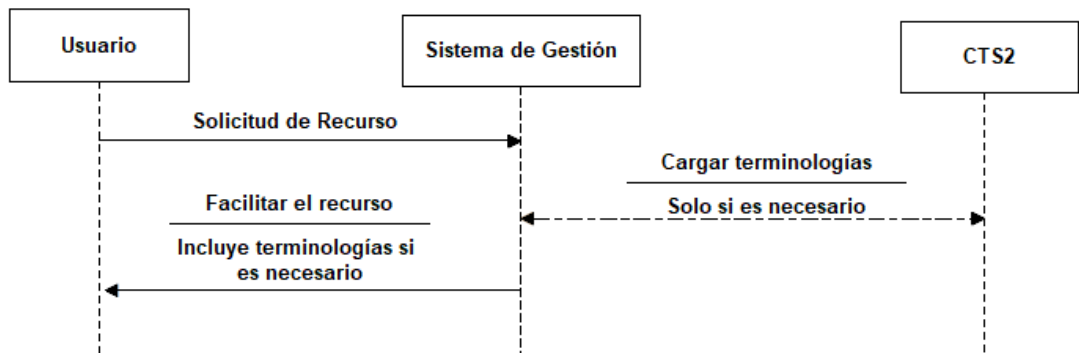 Usuario
Sistema de Gestión
CTS2
Solicitud de Recurso
Cargar terminologías
Solo si es necesario
Facilitar el recurso
Incluye terminologías si
es necesario